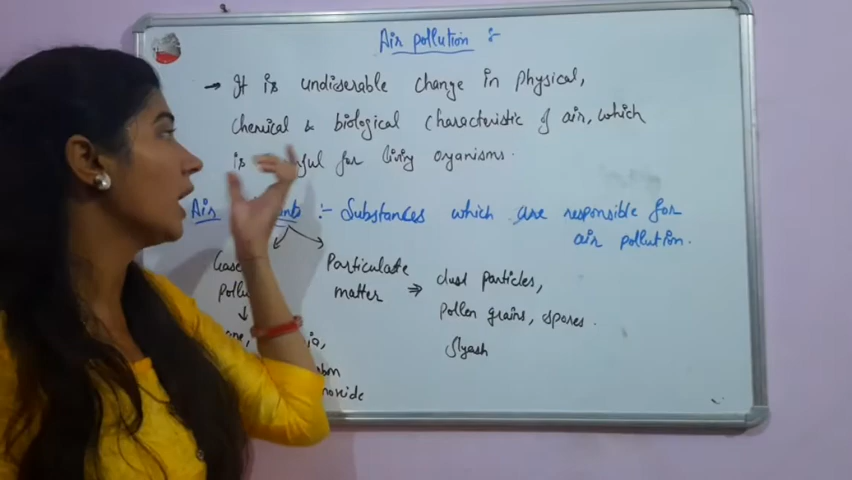 Air pollution :-
→ It is undiserable change in Physical,
Chemical & biological Characteristic of air, which
is for living organisms.
Air :- Substances which are responsible for
air pollution.
Particulate
matter ⇒ dust particles,
Pollen grains, spores.
flyash